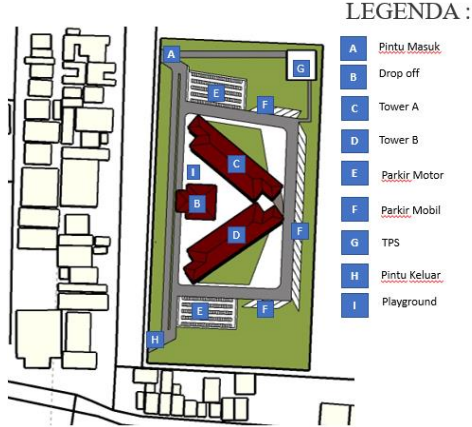 LEGENDA :
A Pintu Masuk
B Drop off
C Tower A
D Tower B
E Parkir Motor
F Parkir Mobil
G TPS
H Pintu Keluar
I Playground
A
G
E
F
C
I
B
D
F
E
F
H